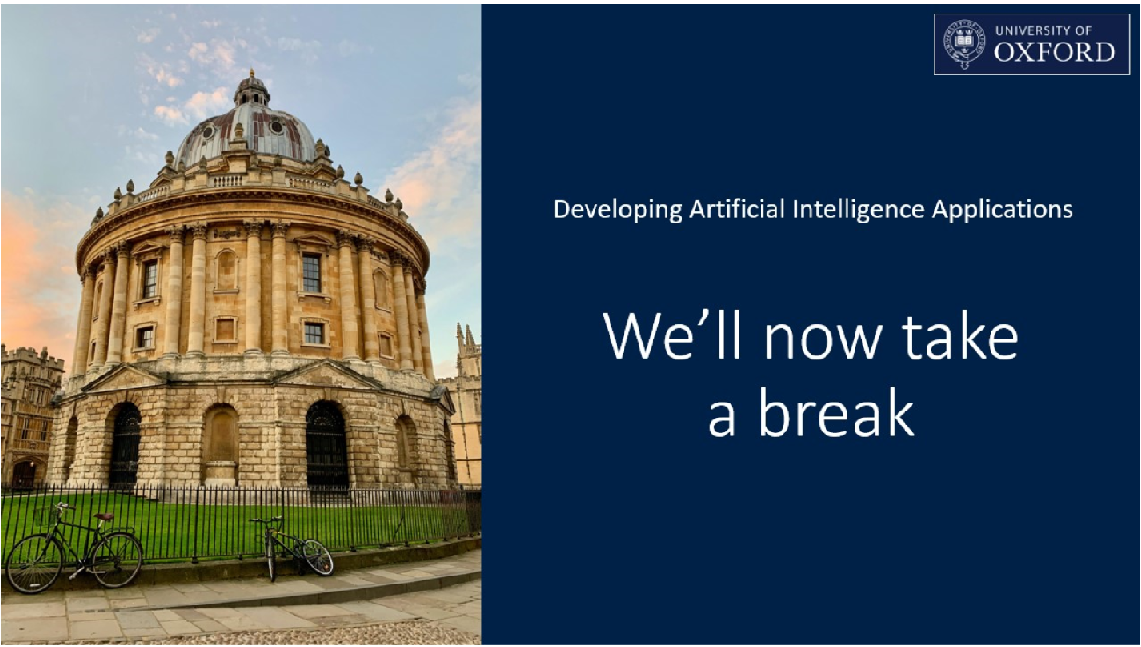 UNIVERSITY OF
OXFORD
Developing Artificial Intelligence Applications
We’ll now take
a break